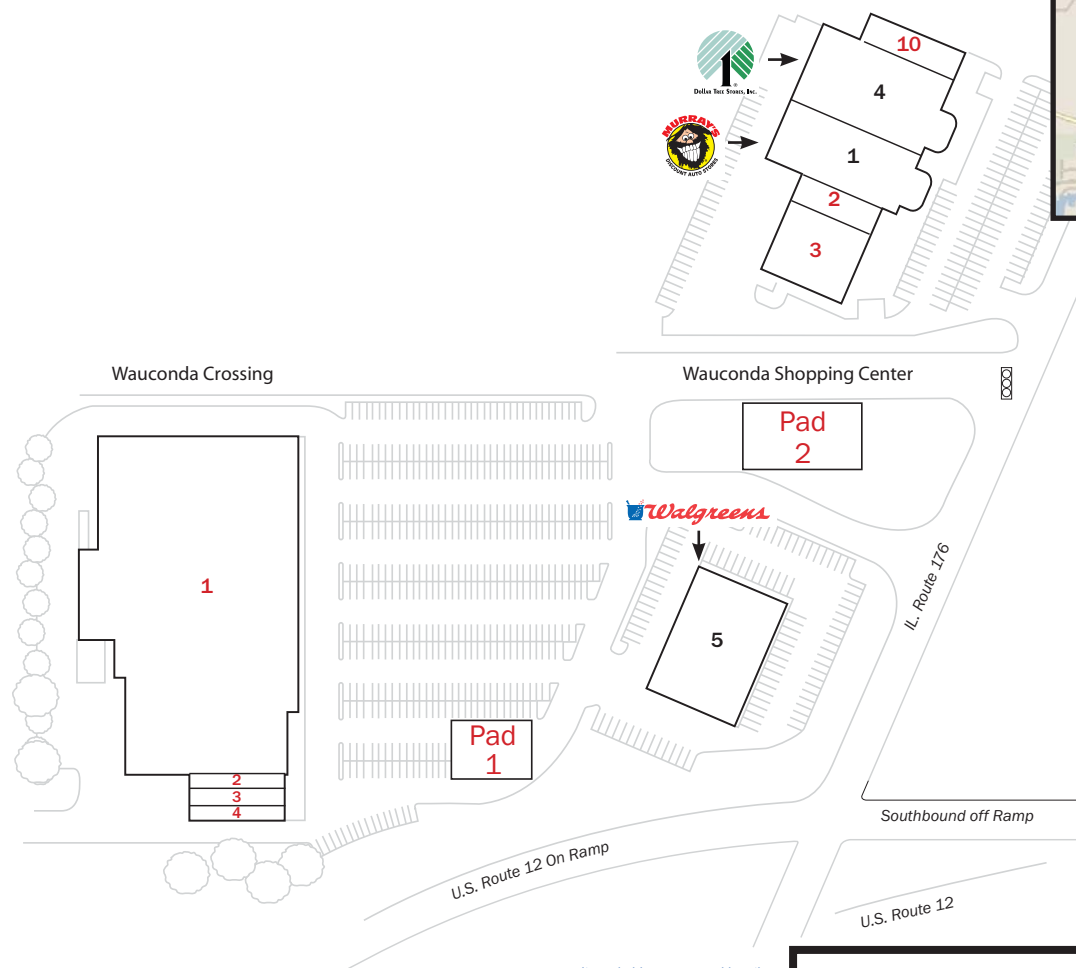 10
DOLLAR TREE STORES, INC.
4
MURRAY'S
DISCOUNT AUTO STORES
1
2
3
Wauconda Crossing
Wauconda Shopping Center
Pad
2
Walgreens
1
5
IL. Route 176
Pad
1
2
3
4
Southbound off Ramp
U.S. Route 12 On Ramp
U.S. Route 12